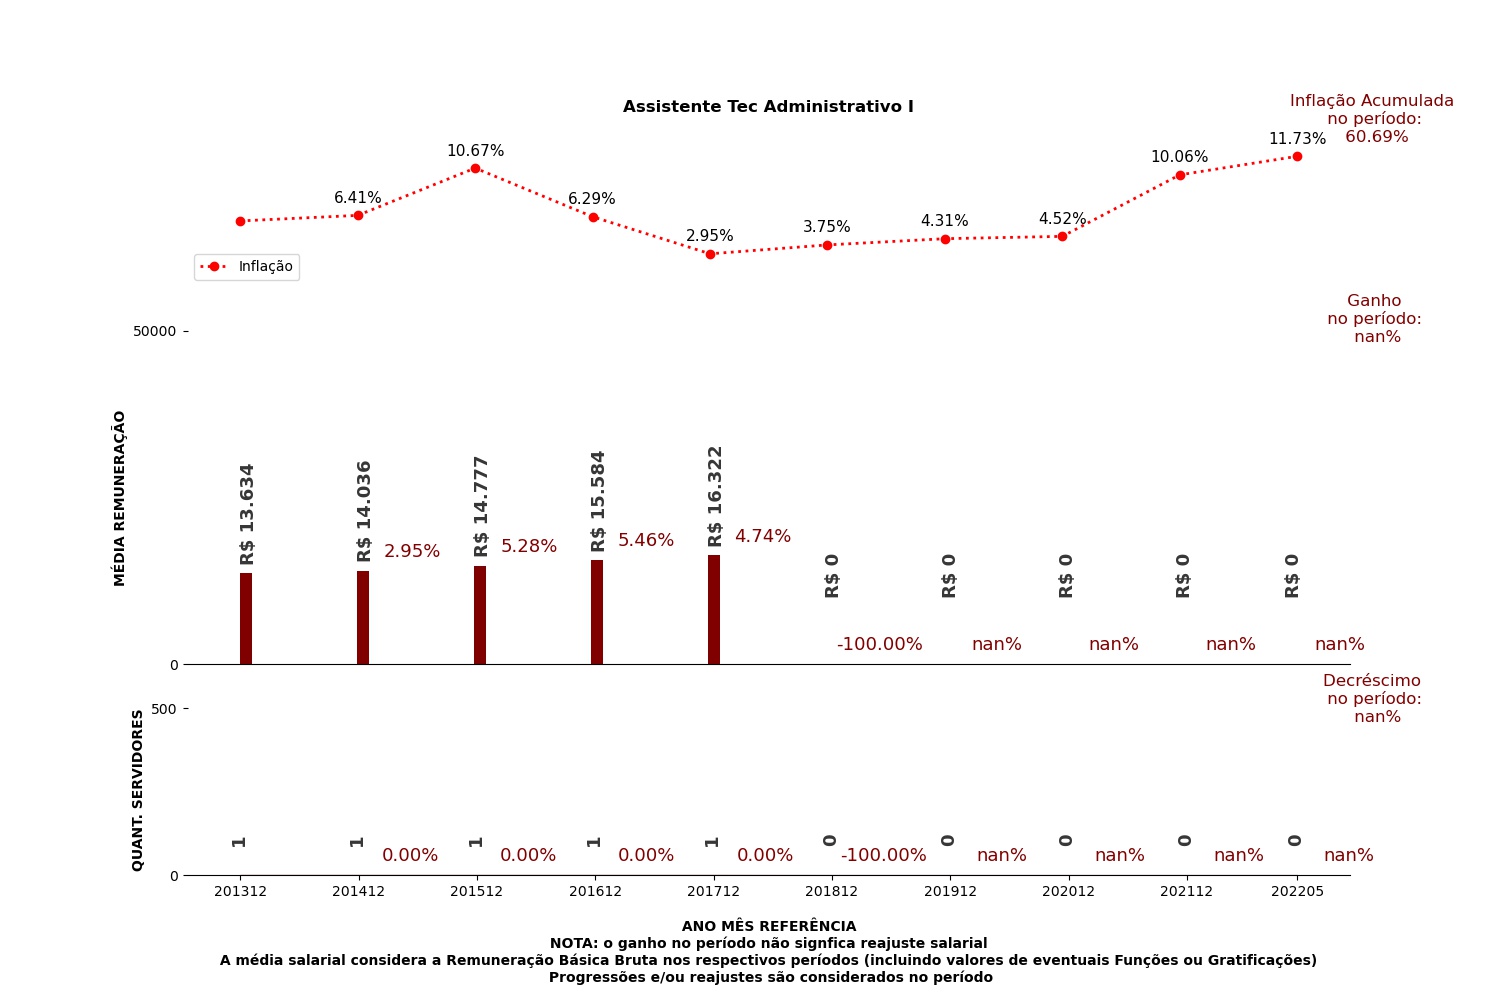 Assistente Tec Administrativo I
Inflação Acumulada
no período:
60.69%
6.41%
10.67%
6.29%
2.95%
3.75%
4.31%
4.52%
10.06%
11.73%
Inflação
Ganho
no período:
nan%
50000
0
MÉDIA REMUNERAÇÃO
R$ 13.634
R$ 14.036
R$ 14.777
R$ 15.584
R$ 16.322
R$ 0
R$ 0
R$ 0
R$ 0
R$ 0
2.95%
5.28%
5.46%
4.74%
-100.00%
nan%
nan%
nan%
nan%
Decréscimo
no período:
nan%
500
0
QUANT. SERVIDORES
1
1
1
1
1
0
0
0
0
0
0.00%
0.00%
0.00%
0.00%
-100.00%
nan%
nan%
nan%
nan%
201312
201412
201512
201612
201712
201812
201912
202012
202112
202205
ANO MÊS REFERÊNCIA
NOTA: o ganho no período não signfica reajuste salarial
A média salarial considera a Remuneração Básica Bruta nos respectivos períodos (incluindo valores de eventuais Funções ou Gratificações)
Progressões e/ou reajustes são considerados no período